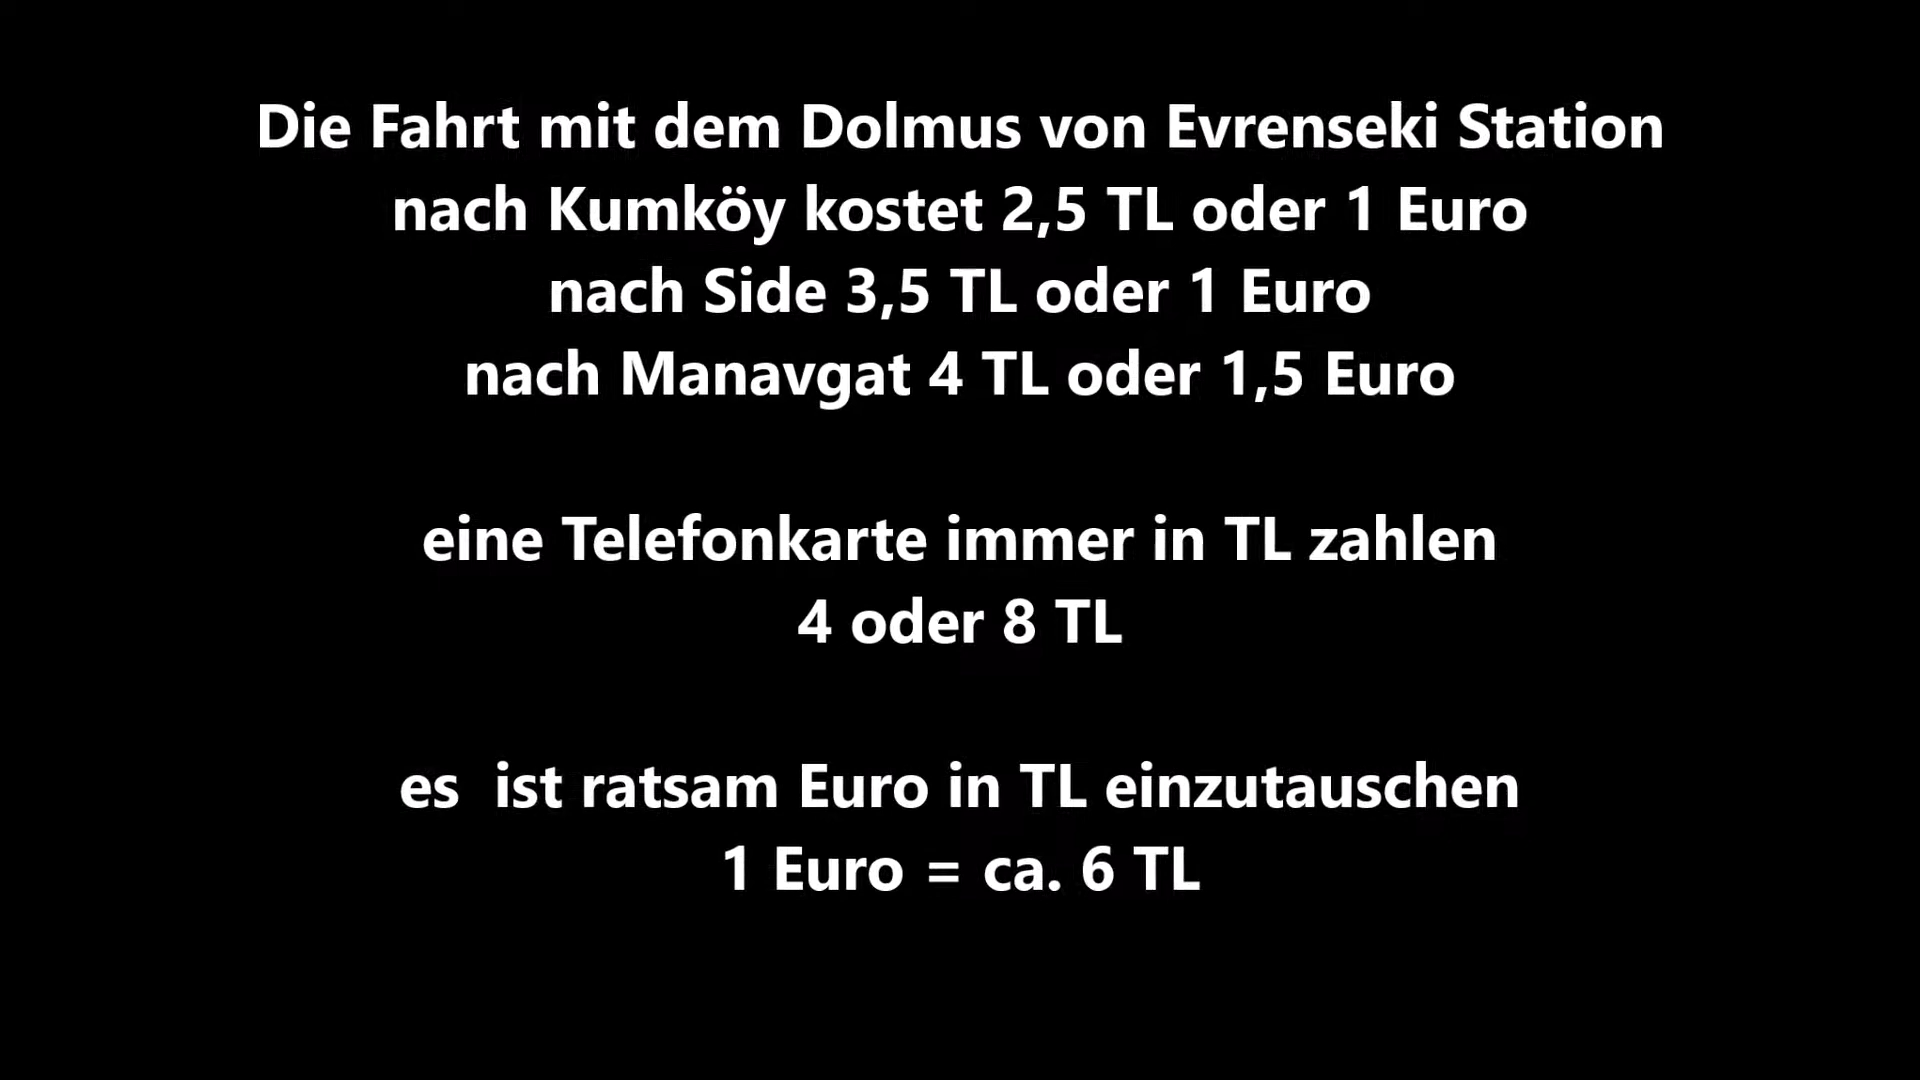 Die Fahrt mit dem Dolmus von Evrenseki Station
nach Kumköy kostet 2,5 TL oder 1 Euro
nach Side 3,5 TL oder 1 Euro
nach Manavgat 4 TL oder 1,5 Euro
eine Telefonkarte immer in TL zahlen
4 oder 8 TL
es  ist ratsam Euro in TL einzutauschen
1 Euro = ca. 6 TL